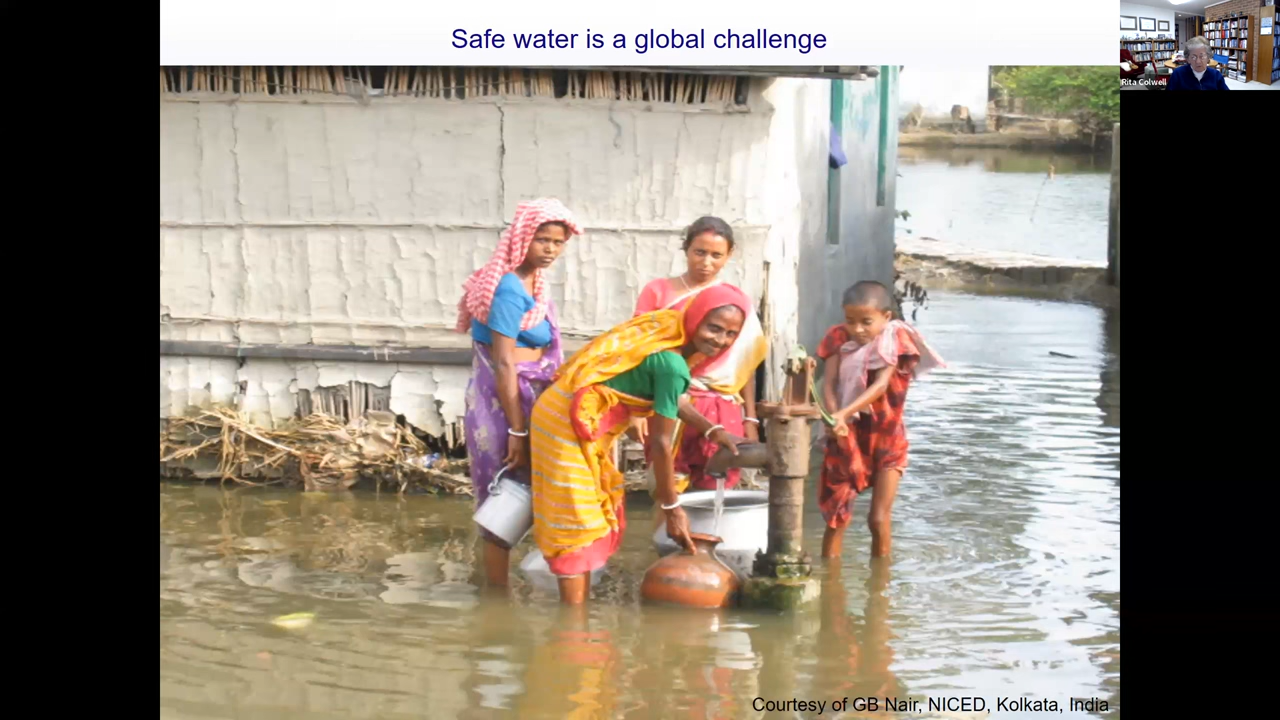 Safe water is a global challenge
Rita Colwell
Courtesy of GB Nair, NICED, Kolkata, India